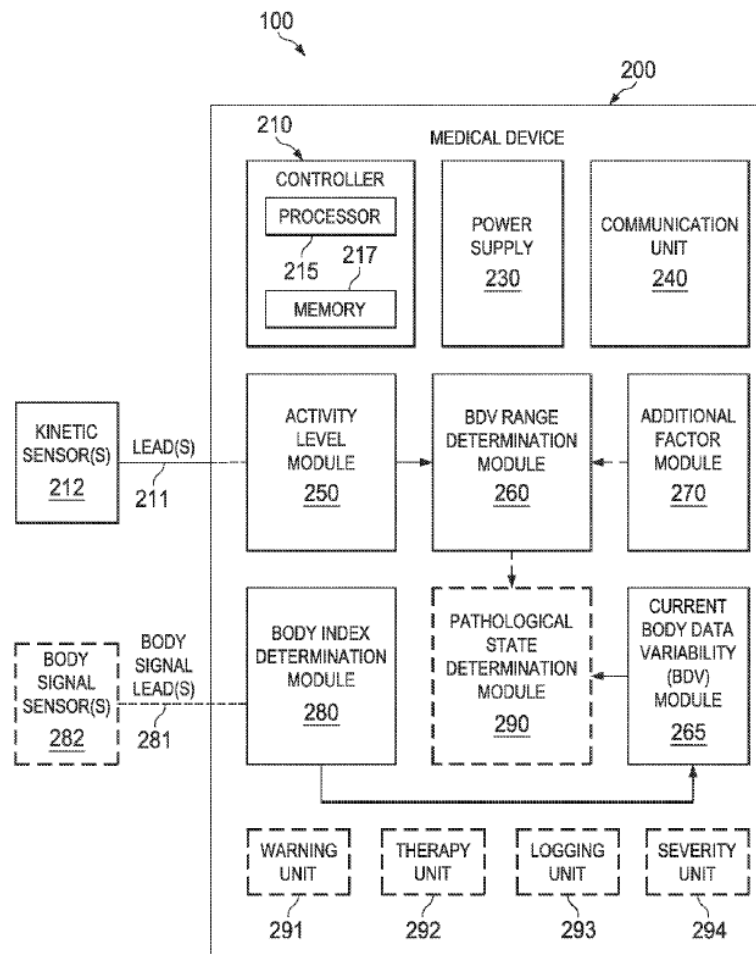 100
200
210
MEDICAL DEVICE
CONTROLLER
PROCESSOR
215
217
MEMORY
POWER
SUPPLY
230
COMMUNICATION
UNIT
240
KINETIC
SENSOR(S)
212
LEAD(S)
211
ACTIVITY
LEVEL
MODULE
250
BDV RANGE
DETERMINATION
MODULE
260
ADDITIONAL
FACTOR
MODULE
270
BODY
SIGNAL
SENSOR(S)
282
BODY
SIGNAL
LEAD(S)
281
BODY INDEX
DETERMINATION
MODULE
280
PATHOLOGICAL
STATE
DETERMINATION
MODULE
290
CURRENT
BODY DATA
VARIABILITY
(BDV)
MODULE
265
WARNING
UNIT
291
THERAPY
UNIT
292
LOGGING
UNIT
293
SEVERITY
UNIT
294